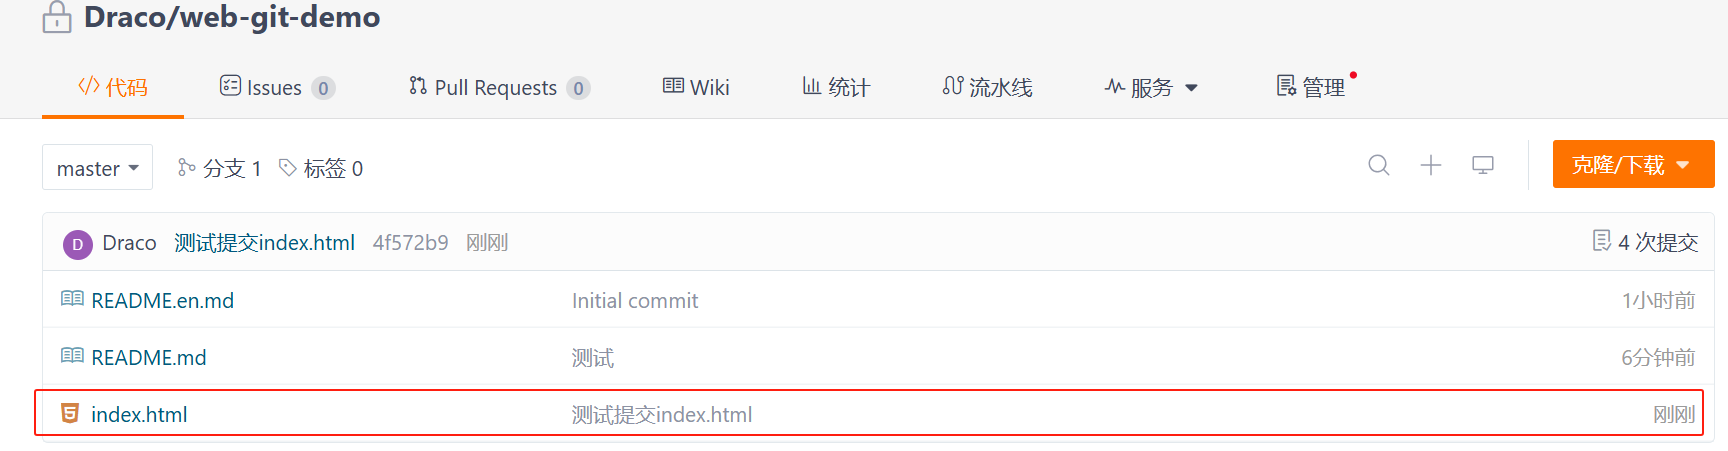 Draco/web-git-demo
代码 Issues 0 Pull Requests 0 Wiki 统计 流水线 服务 管理
master 分支 1 标签 0 克隆/下载
D Draco 测试提交index.html 4f572b9 刚刚 4 次提交
README.en.md Initial commit 1小时前
README.md 测试 6分钟前
index.html 测试提交index.html 刚刚